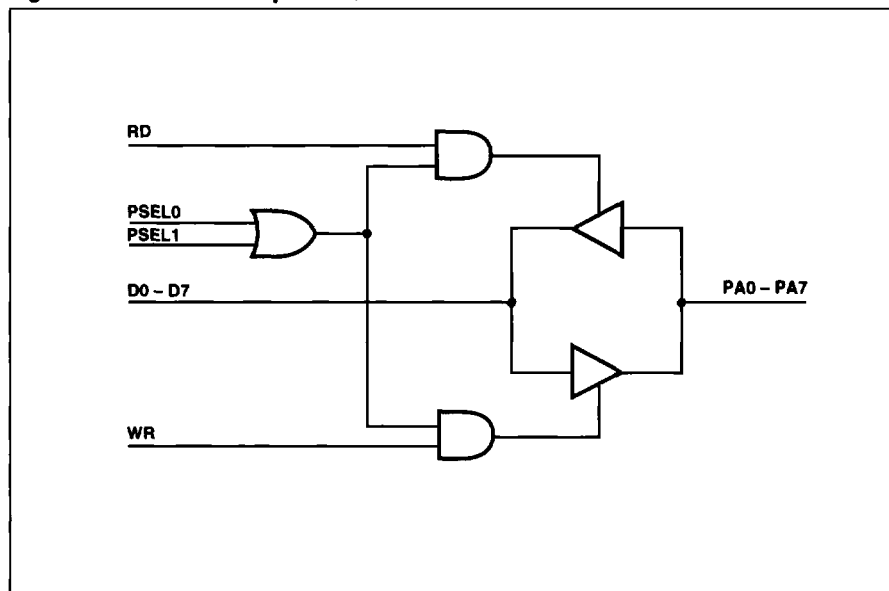 RD
PSEL0
PSEL1
D0 – D7
PA0 – PA7
WR